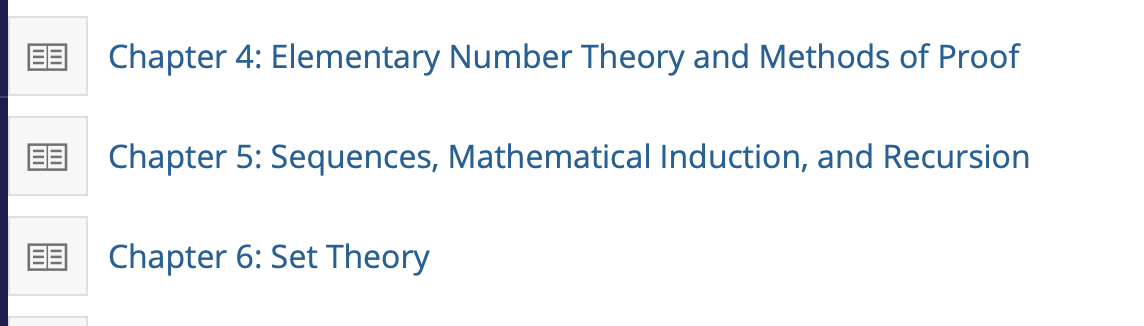 Chapter 4: Elementary Number Theory and Methods of Proof
Chapter 5: Sequences, Mathematical Induction, and Recursion
Chapter 6: Set Theory